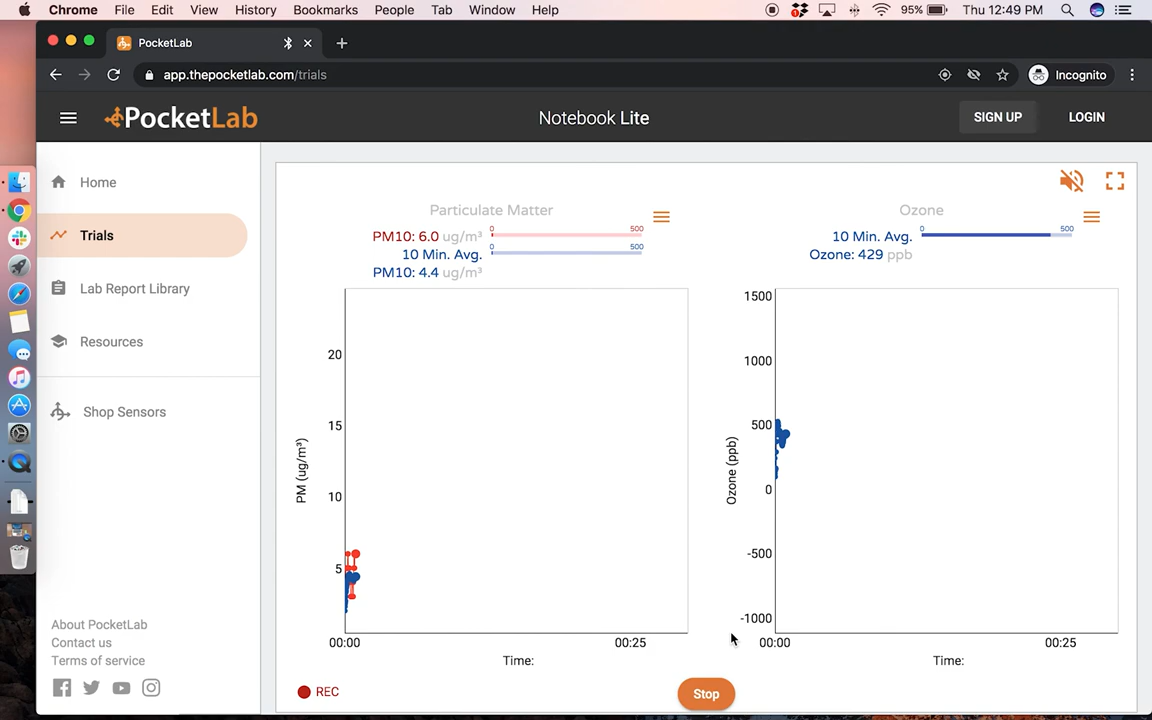 Chrome File Edit View History Bookmarks People Tab Window Help 1 95% Thu 12:49 PM
PocketLab
app.thepocketlab.com/trials Incognito
PocketLab Notebook Lite SIGN UP LOGIN
Home
Trials
Lab Report Library
Resources
Shop Sensors
About PocketLab
Contact us
Terms of service
Particulate Matter
PM10: 6.0 ug/m³ 0 500
10 Min. Avg. 0 500
PM10: 4.4 ug/m³
PM (ug/m³)
20
15
10
5
00:00 00:25
Time:
Ozone
10 Min. Avg. 0 500
Ozone: 429 ppb
Ozone (ppb)
1500
1000
500
0
-500
-1000
00:00 00:25
Time:
REC
Stop